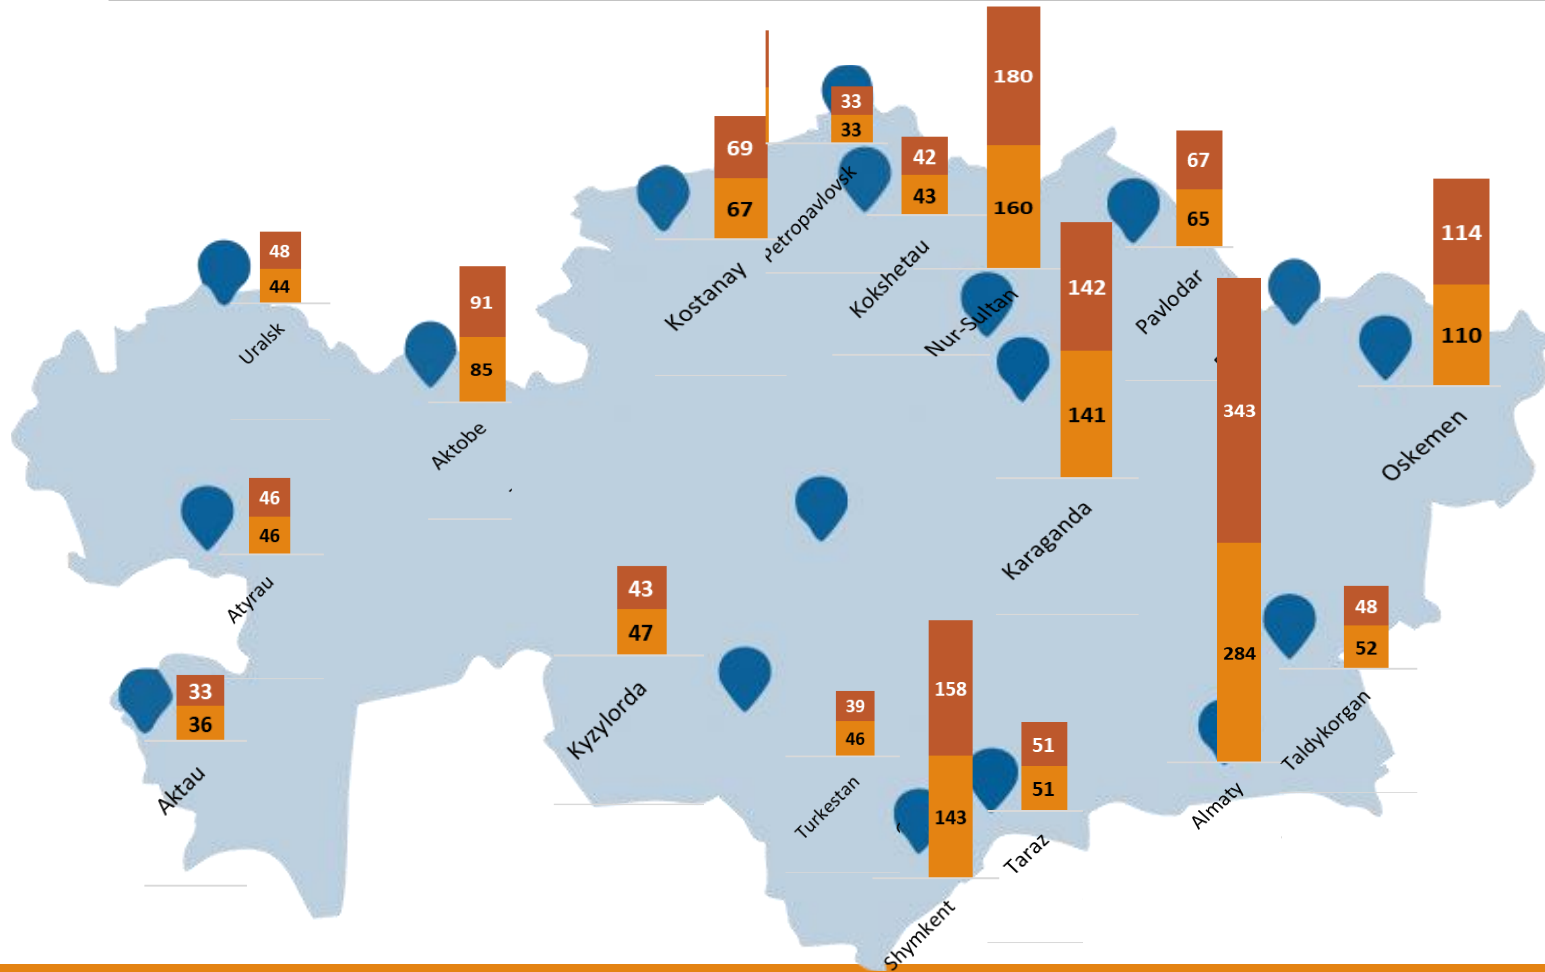 180
33
33
69
67
Petropavlovsk
42
43
160
67
65
114
110
48
44
Uralsk
91
85
Aktobe
Kostanay
Kokshetau
Nur-Sultan
142
141
Karaganda
Pavlodar
343
284
Almaty
Oskemen
46
46
Atyrau
43
47
Kyzylorda
33
36
Aktau
39
46
Turkestan
158
143
Shymkent
51
51
Taraz
48
52
Taldykorgan